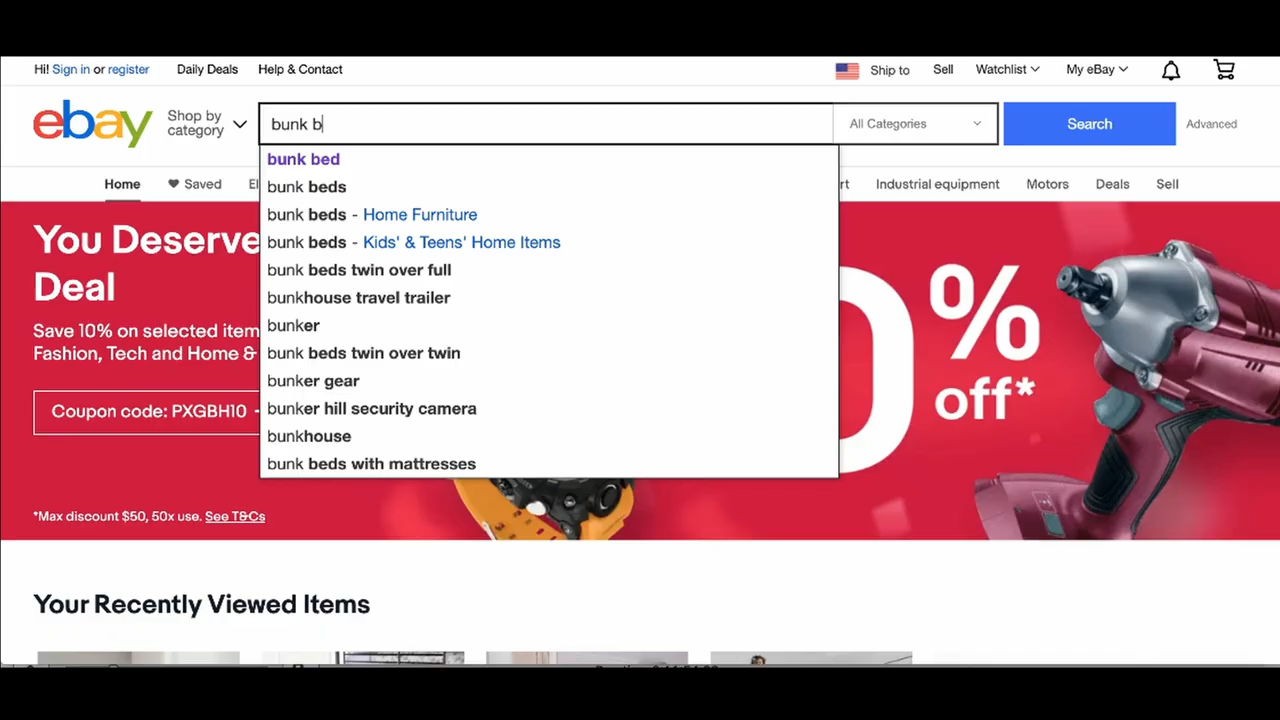 Hi! Sign in or register Daily Deals Help & Contact Ship to Sell Watchlist My eBay
ebay
Shop by
category
bunk b
All Categories
Search
Advanced
bunk bed
bunk beds
bunk beds - Home Furniture
bunk beds - Kids' & Teens' Home Items
bunk beds twin over full
bunkhouse travel trailer
bunker
bunk beds twin over twin
bunker gear
bunker hill security camera
bunkhouse
bunk beds with mattresses
Home Saved El rt Industrial equipment Motors Deals Sell
You Deserve
Deal
Save 10% on selected item
Fashion, Tech and Home &
Coupon code: PXGBH10
0%
off*
*Max discount $50, 50x use. See T&Cs
Your Recently Viewed Items